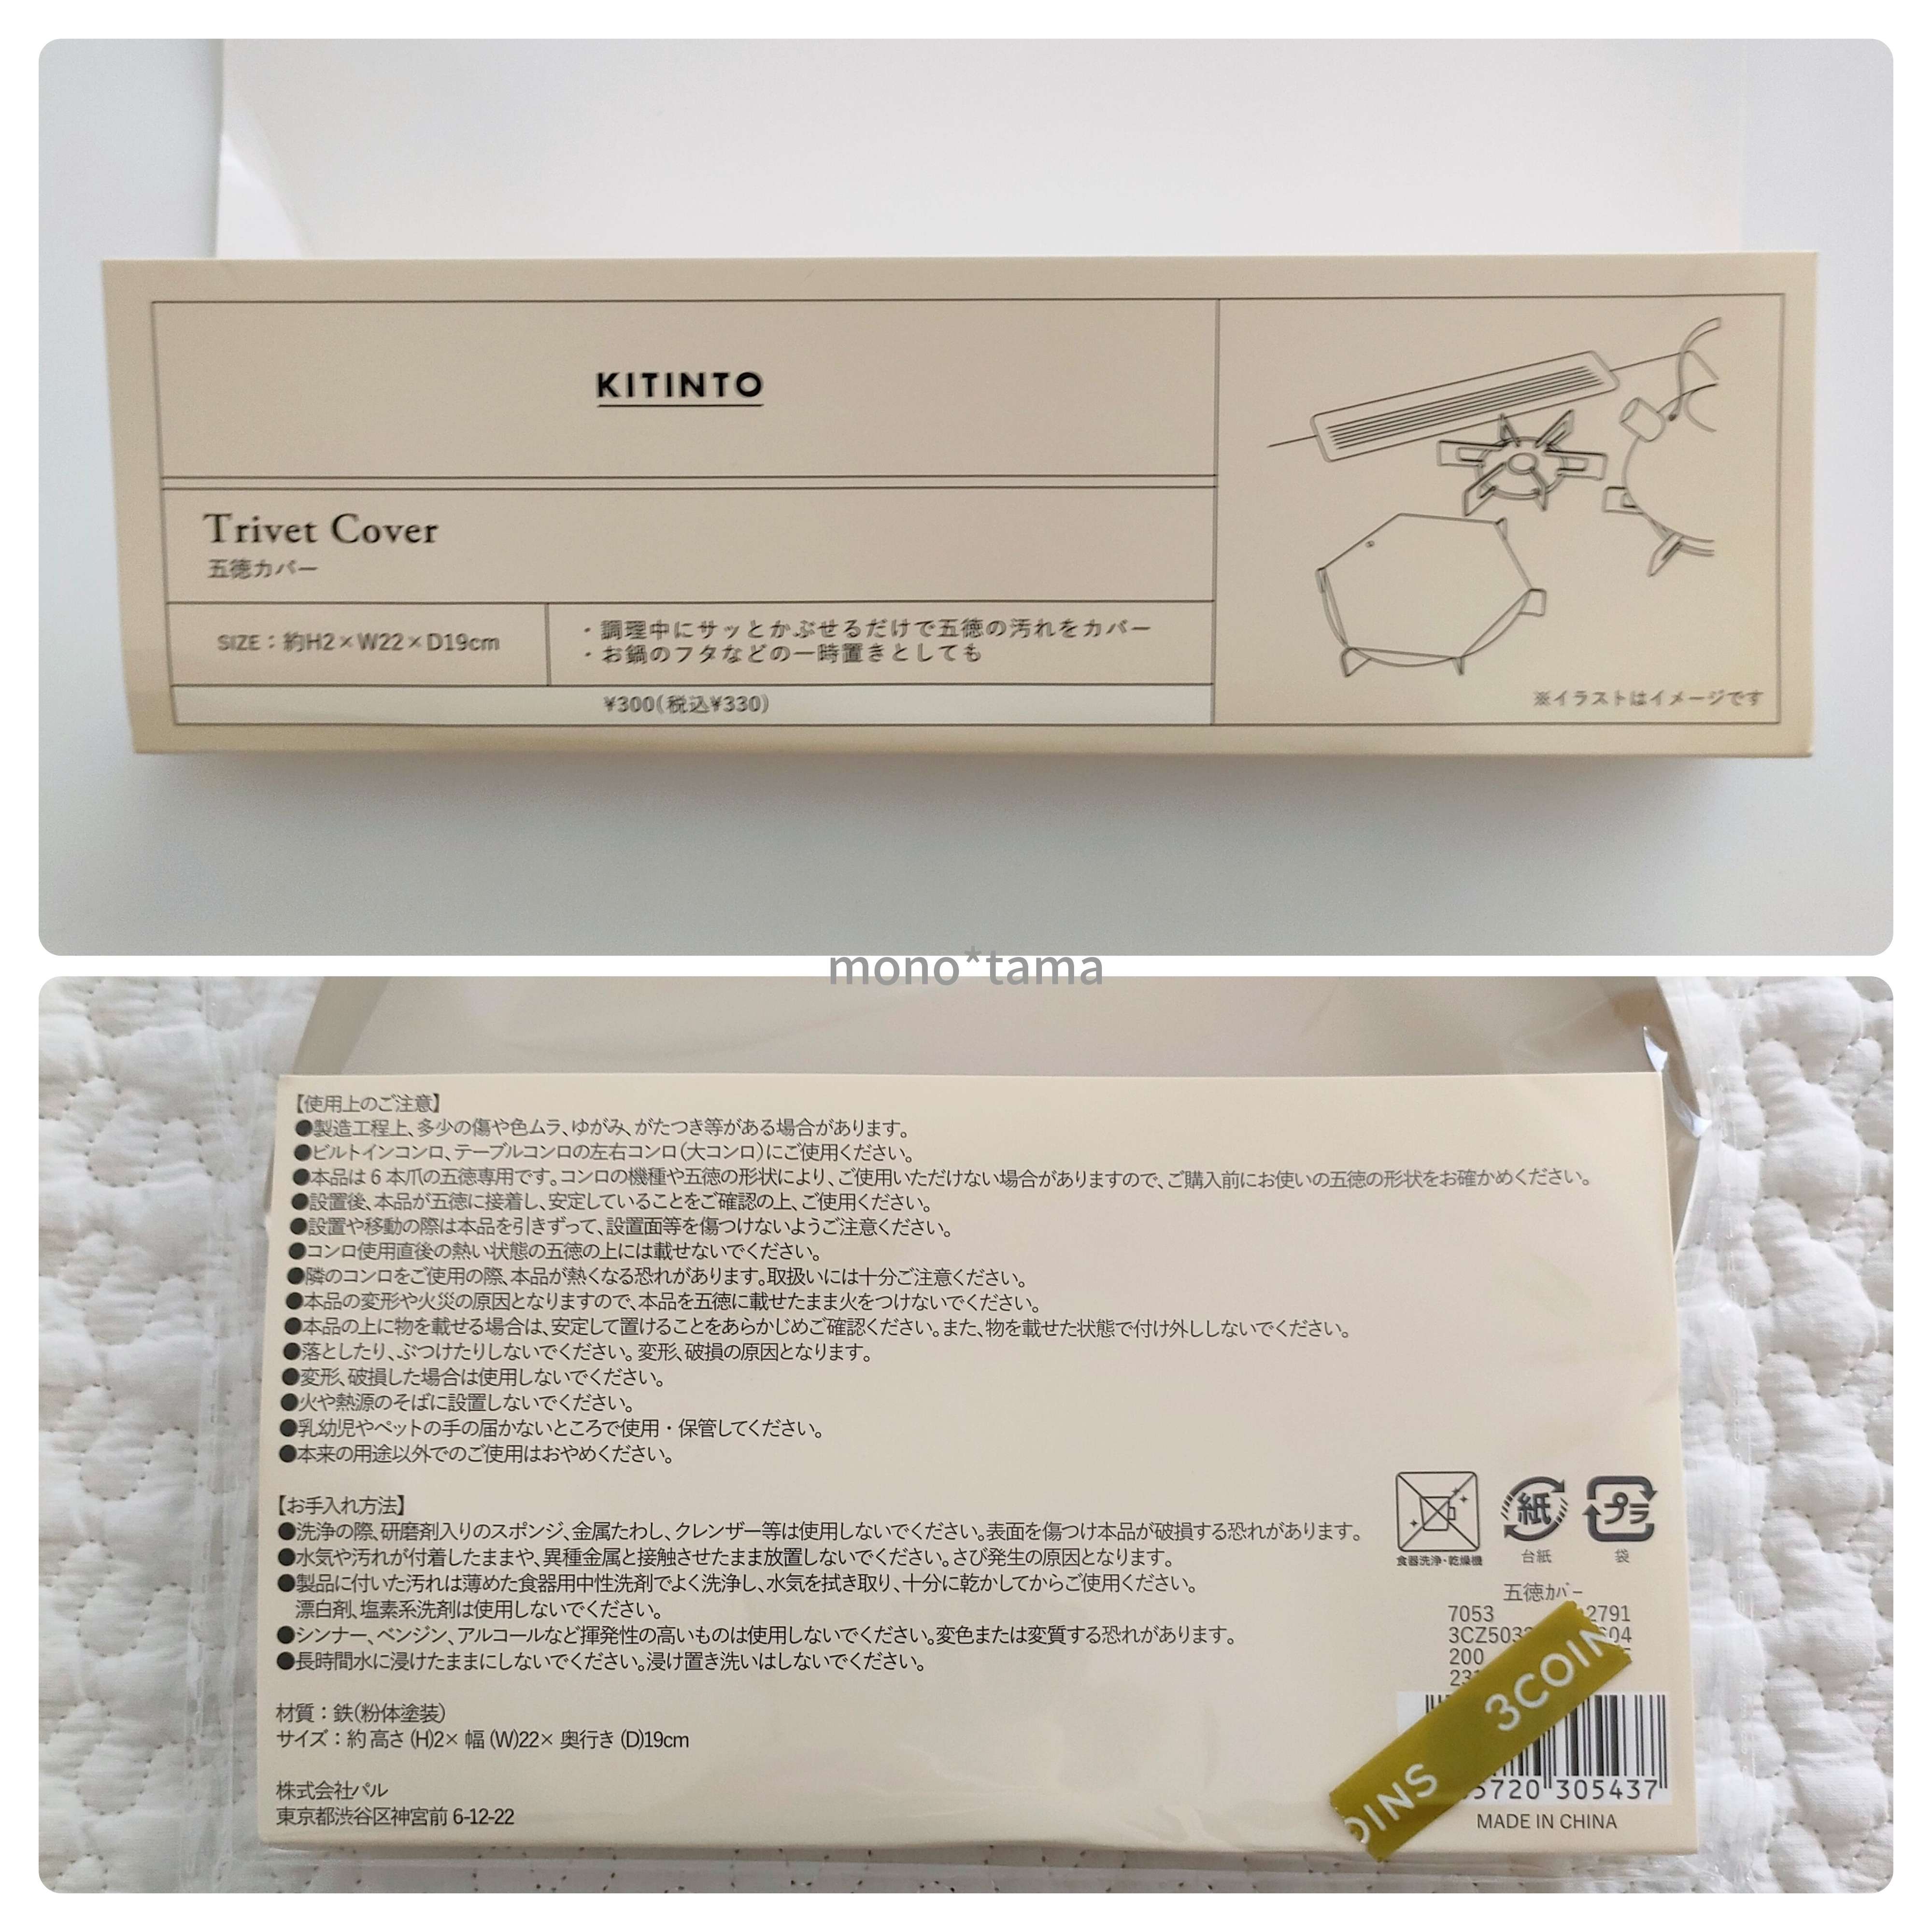 KITINTO
Trivet Cover
五徳カバー
SIZE：約H2×W22×D19cm
・調理中にサッとかぶせるだけで五徳の汚れをカバー
・お鍋のフタなどの一時置きとしても
¥300(税込¥330)
※イラストはイメージです
mono*tama
【使用上のご注意】
●製造工程上、多少の傷や色ムラ、ゆがみ、がたつき等がある場合があります。
●ビルトインコンロ、テーブルコンロの左右コンロ(大コンロ)にご使用ください。
●本品は6本爪の五徳専用です。コンロの機種や五徳の形状により、ご使用いただけない場合がありますので、ご購入前にお使いの五徳の形状をお確かめください。
●設置後、本品が五徳に接着し、安定していることをご確認の上、ご使用ください。
●設置や移動の際は本品を引きずって、設置面等を傷つけないようご注意ください。
●コンロ使用直後の熱い状態の五徳の上には載せないでください。
●隣のコンロをご使用の際、本品が熱くなる恐れがあります。取扱いには十分ご注意ください。
●本品の変形や火災の原因となりますので、本品を五徳に載せたまま火をつけないでください。
●本品の上に物を載せる場合は、安定して置けることをあらかじめご確認ください。また、物を載せた状態で付け外ししないでください。
●落としたり、ぶつけたりしないでください。変形、破損の原因となります。
●変形、破損した場合は使用しないでください。
●火や熱源のそばに設置しないでください。
●乳幼児やペットの手の届かないところで使用・保管してください。
●本来の用途以外でのご使用はおやめください。
【お手入れ方法】
●洗浄の際、研磨剤入りのスポンジ、金属たわし、クレンザー等は使用しないでください。表面を傷つけ本品が破損する恐れがあります。
●水気や汚れが付着したままや、異種金属と接触させたまま放置しないでください。さび発生の原因となります。
●製品に付いた汚れは薄めた食器用中性洗剤でよく洗浄し、水気を拭き取り、十分に乾かしてからご使用ください。
漂白剤、塩素系洗剤は使用しないでください。
●シンナー、ベンジン、アルコールなど揮発性の高いものは使用しないでください。変色または変質する恐れがあります。
●長時間水に浸けたままにしないでください。浸け置き洗いはしないでください。
材質：鉄(粉体塗装)
サイズ：約 高さ (H)2× 幅 (W)22× 奥行き (D)19cm
株式会社パル
東京都渋谷区神宮前 6-12-22
食器洗浄・乾燥機
紙
台紙
プラ
袋
五徳ｶﾊﾞｰ
7053 2791
3CZ503 604
200
23
3COIN
OINS
5720 305437
MADE IN CHINA